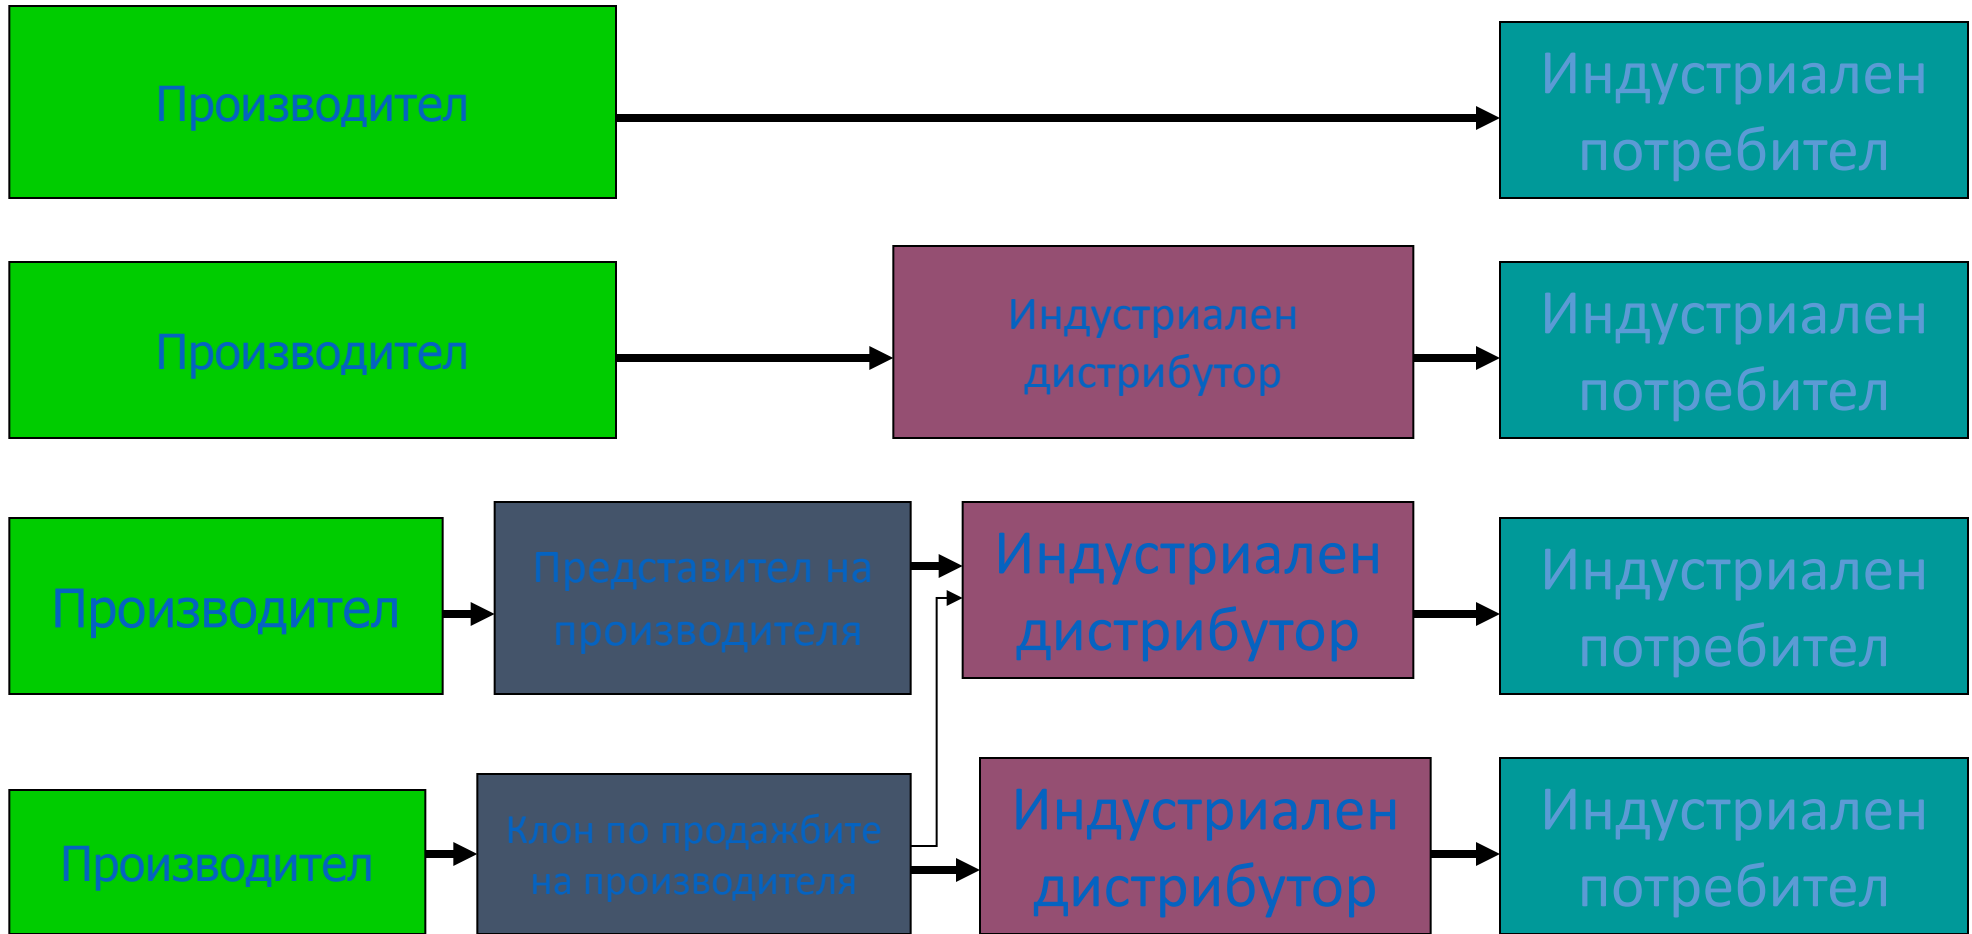 Производител
Индустриален
потребител
Производител
Индустриален
дистрибутор
Индустриален
потребител
Производител
Представител на
производителя
Индустриален
дистрибутор
Индустриален
потребител
Производител
Клон по продажбите
на производителя
Индустриален
дистрибутор
Индустриален
потребител